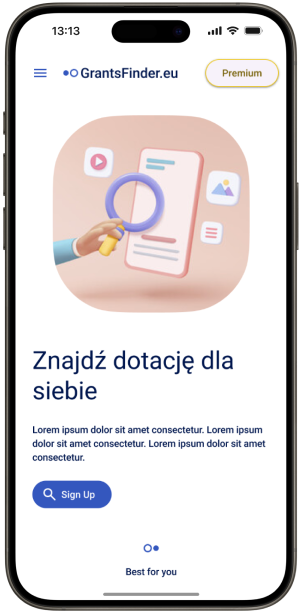 13:13
GrantsFinder.eu
Premium
Znajdź dotację dla
siebie
Lorem ipsum dolor sit amet consectetur. Lorem ipsum
dolor sit amet consectetur. Lorem ipsum dolor sit amet
consectetur.
Sign Up
Best for you